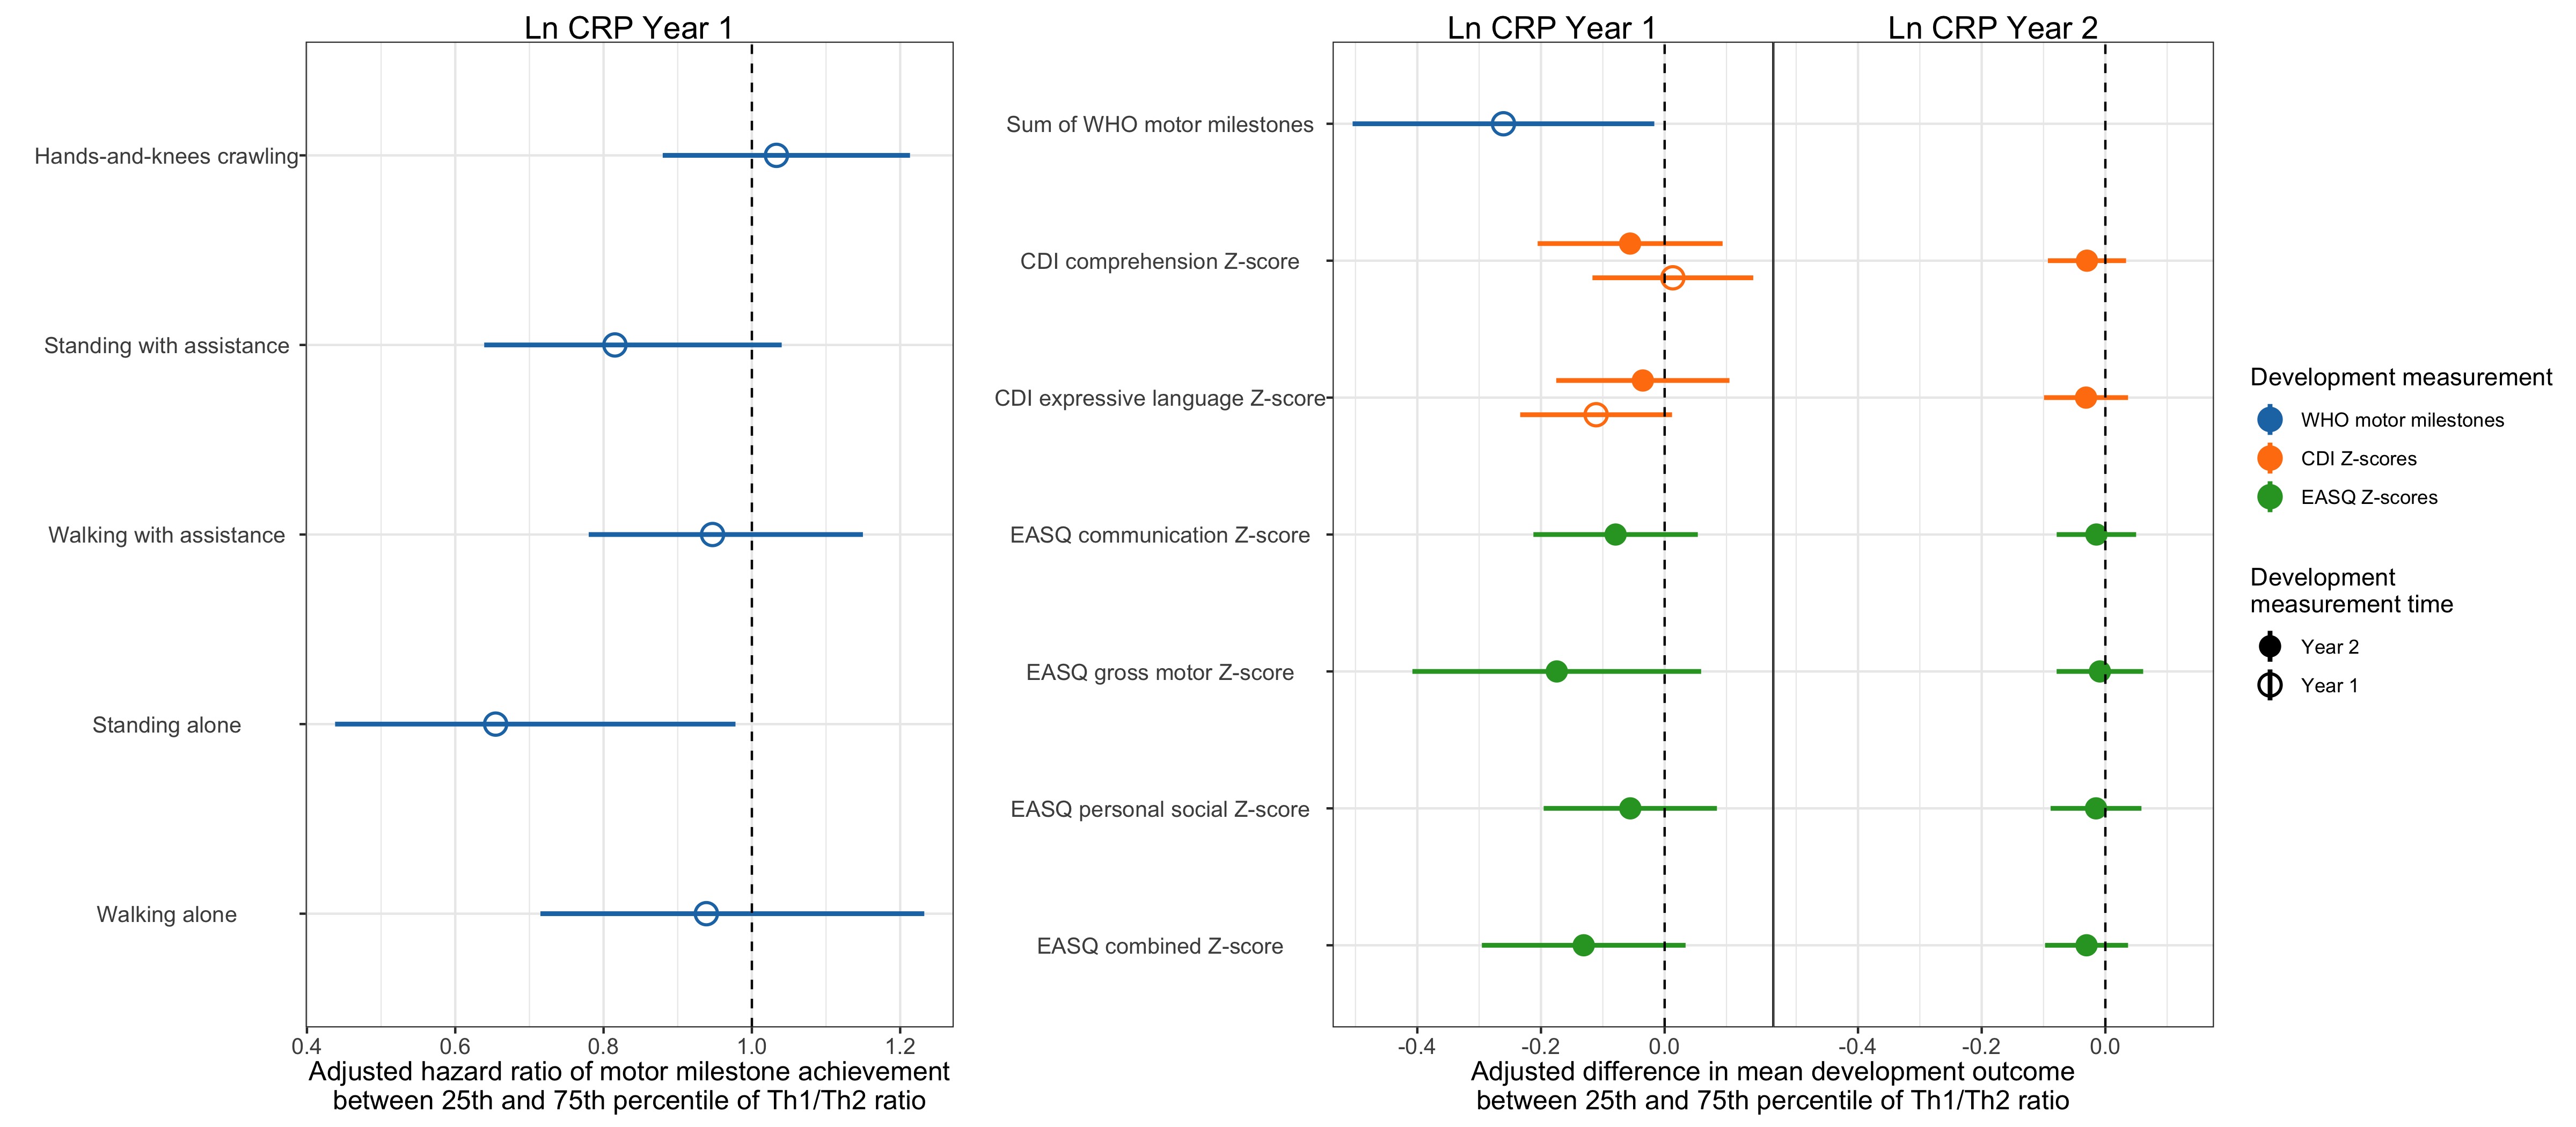 Ln CRP Year 1
Hands-and-knees crawling
Standing with assistance
Walking with assistance
Standing alone
Walking alone
0.4 0.6 0.8 1.0 1.2
Adjusted hazard ratio of motor milestone achievement
between 25th and 75th percentile of Th1/Th2 ratio
Ln CRP Year 1 Ln CRP Year 2
Sum of WHO motor milestones
CDI comprehension Z-score
CDI expressive language Z-score
EASQ communication Z-score
EASQ gross motor Z-score
EASQ personal social Z-score
EASQ combined Z-score
-0.4 -0.2 0.0 -0.4 -0.2 0.0
Adjusted difference in mean development outcome
between 25th and 75th percentile of Th1/Th2 ratio
Development measurement
WHO motor milestones
CDI Z-scores
EASQ Z-scores
Development
measurement time
Year 2
Year 1